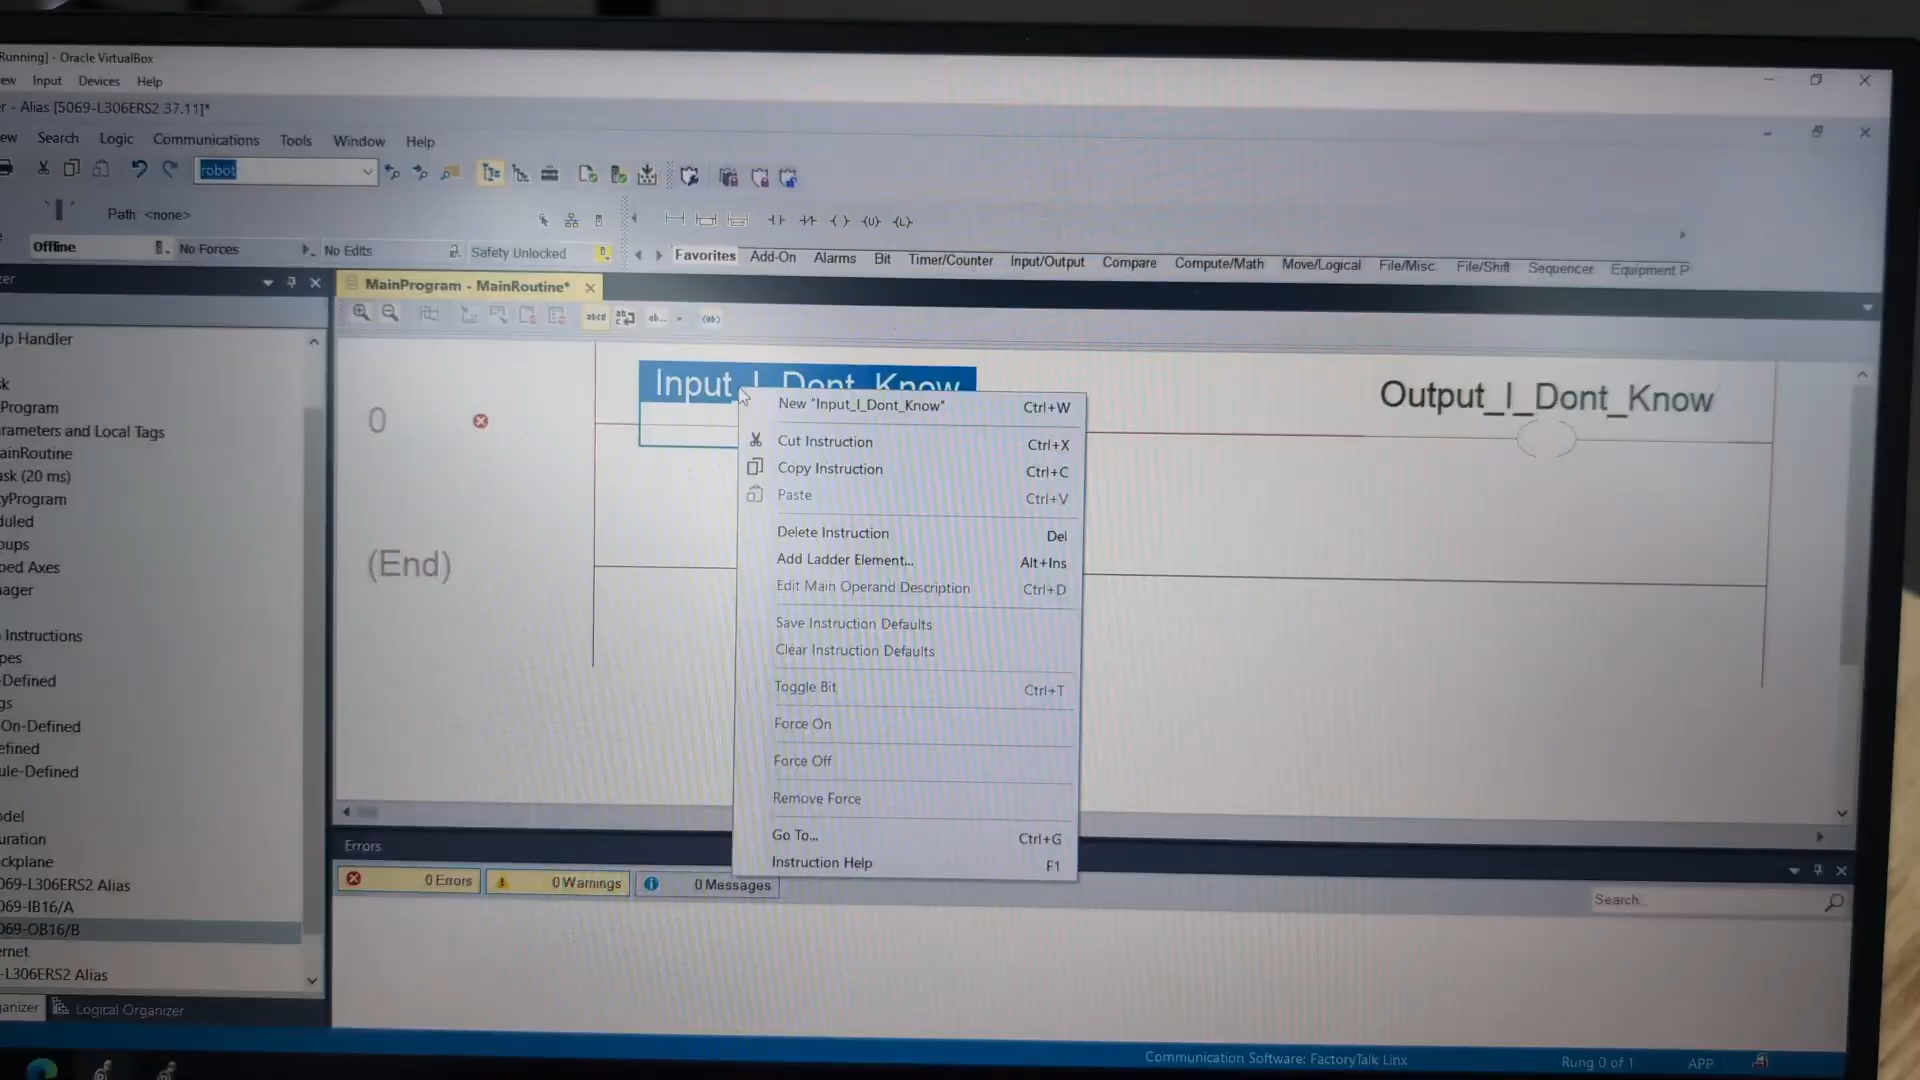 Running] - Oracle VirtualBox
ew Input Devices Help
r - Alias [5069-L306ERS2 37.11]*
ew Search Logic Communications Tools Window Help
robot
Path <none>
Offline No Forces No Edits Safety Unlocked
Favorites Add-On Alarms Bit Timer/Counter Input/Output Compare Compute/Math Move/Logical File/Misc. File/Shift Sequencer Equipment P
zer
MainProgram - MainRoutine*
Up Handler
sk
Program
rameters and Local Tags
ainRoutine
sk (20 ms)
tyProgram
duled
oups
ped Axes
nager
Instructions
pes
-Defined
gs
-On-Defined
efined
ule-Defined
odel
uration
ckplane
069-L306ERS2 Alias
069-IB16/A
069-OB16/B
ernet
-L306ERS2 Alias
anizer Logical Organizer
0
(End)
Input_I_Dont_Know
Output_I_Dont_Know
New "Input_I_Dont_Know" Ctrl+W
Cut Instruction Ctrl+X
Copy Instruction Ctrl+C
Paste Ctrl+V
Delete Instruction Del
Add Ladder Element... Alt+Ins
Edit Main Operand Description Ctrl+D
Save Instruction Defaults
Clear Instruction Defaults
Toggle Bit Ctrl+T
Force On
Force Off
Remove Force
Go To... Ctrl+G
Instruction Help F1
Errors
0 Errors 0 Warnings 0 Messages
Search...
Communication Software: FactoryTalk Linx
Rung 0 of 1 APP